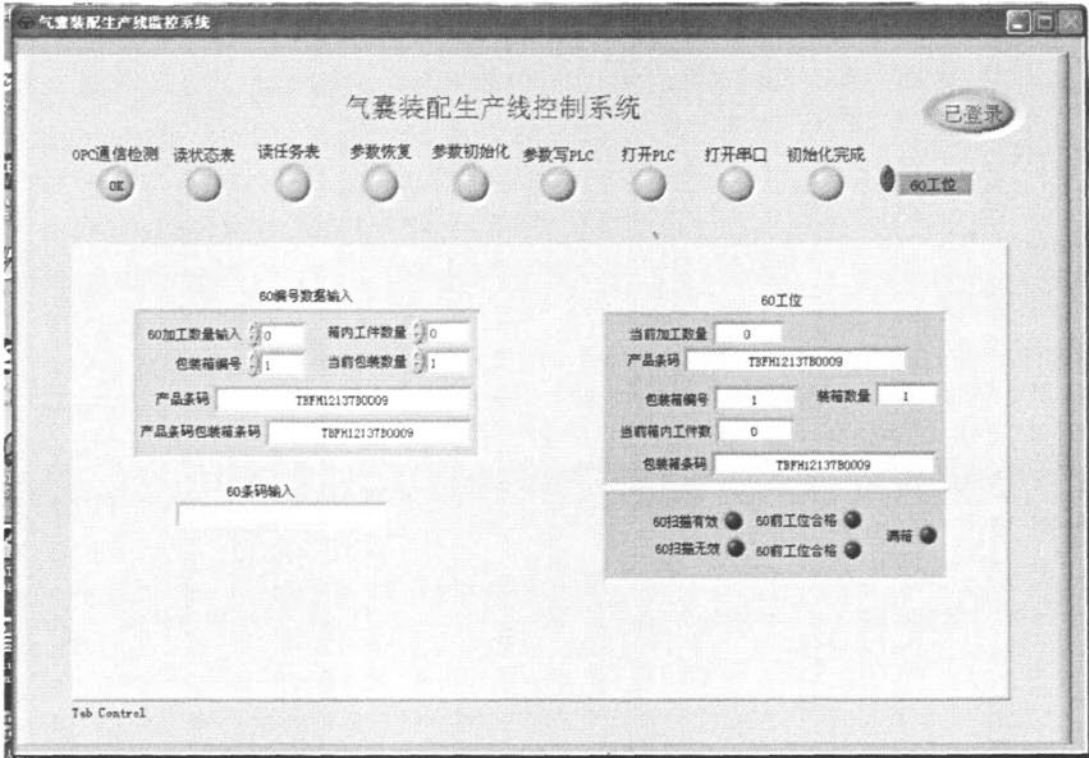 气囊装配生产线监控系统
气囊装配生产线控制系统
已登录
OPC通信检测 读状态表 读任务表 参数恢复 参数初始化 参数写PLC 打开PLC 打开串口 初始化完成
OK
60工位
60编号数据输入
60加工数量输入 0 箱内工件数量 0
包装箱编号 1 当前包装数量 1
产品条码 TBFH12137B0009
产品条码包装箱条码 TBFH12137B0009
60条码输入
60工位
当前加工数量 0
产品条码 TBFH12137B0009
包装箱编号 1 装箱数量 1
当前箱内工件数 0
包装箱条码 TBFH12137B0009
60扫描有效 60前工位合格 满箱
60扫描无效 60前工位合格
Tab Control